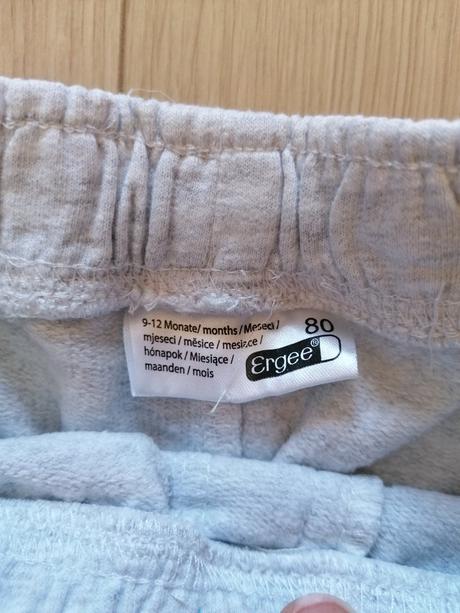 9-12 Monate/ months / Meseci /
mjeseci / měsíce / mesiace /
hónapok / Miesiące /
maanden / mois
80
Ergee®